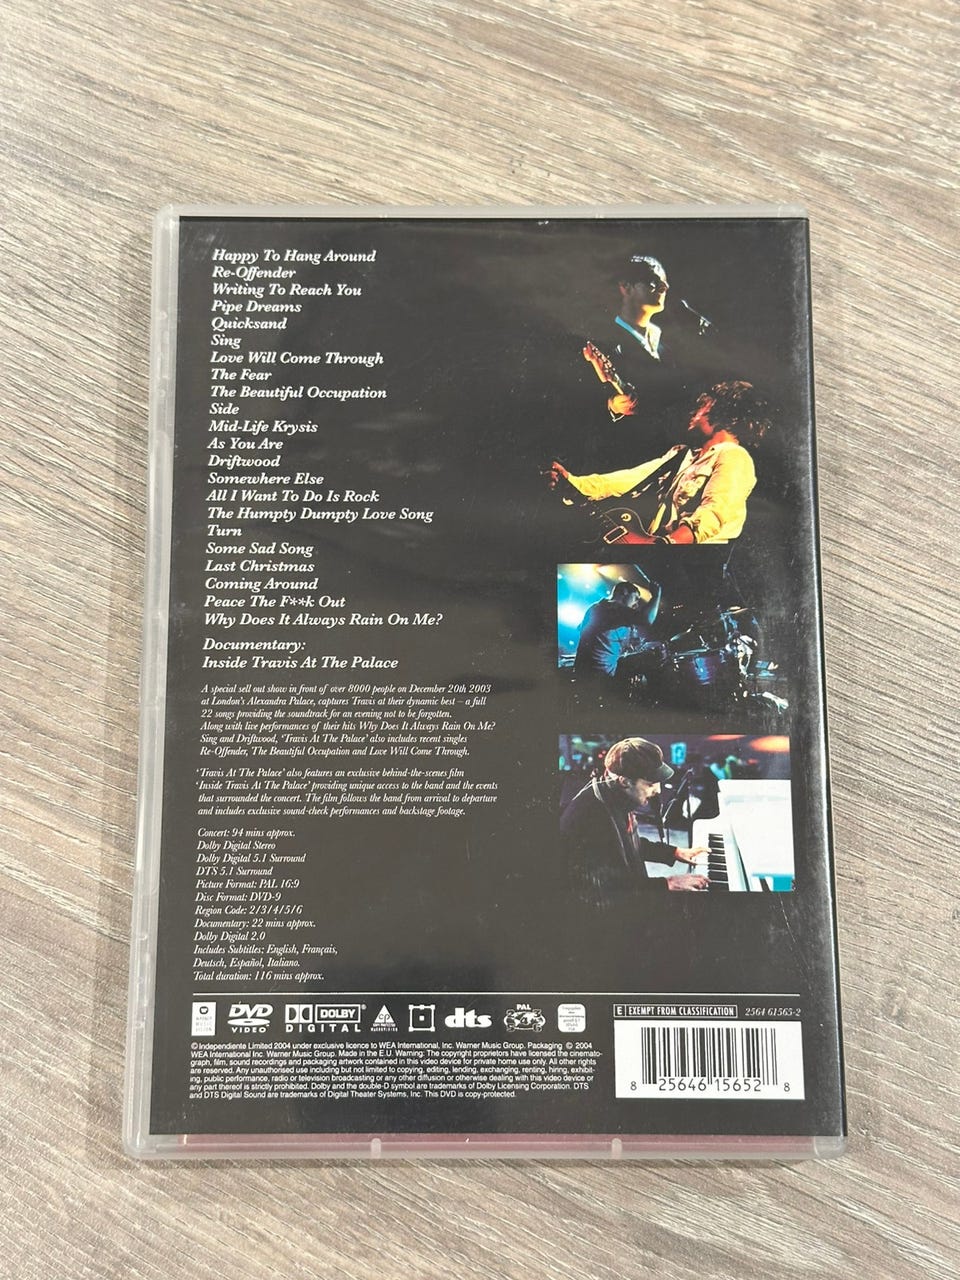 Happy To Hang Around
Re-Offender
Writing To Reach You
Pipe Dreams
Quicksand
Sing
Love Will Come Through
The Fear
The Beautiful Occupation
Side
Mid-Life Krysis
As You Are
Driftwood
Somewhere Else
All I Want To Do Is Rock
The Humpty Dumpty Love Song
Turn
Some Sad Song
Last Christmas
Coming Around
Peace The F**k Out
Why Does It Always Rain On Me?
Documentary:
Inside Travis At The Palace
A special sell out show in front of over 8000 people on December 20th 2003
at London's Alexandra Palace, captures Travis at their dynamic best – a full
22 songs providing the soundtrack for an evening not to be forgotten.
Along with live performances of their hits Why Does It Always Rain On Me?
Sing and Driftwood, 'Travis At The Palace' also includes recent singles
Re-Offender, The Beautiful Occupation and Love Will Come Through.
'Travis At The Palace' also features an exclusive behind-the-scenes film
'Inside Travis At The Palace' providing unique access to the band and the events
that surrounded the concert. The film follows the band from arrival to departure
and includes exclusive sound-check performances and backstage footage.
Concert: 94 mins approx.
Dolby Digital Stereo
Dolby Digital 5.1 Surround
DTS 5.1 Surround
Picture Format: PAL 16:9
Disc Format: DVD-9
Region Code: 2/3/4/5/6
Documentary: 22 mins approx.
Dolby Digital 2.0
Includes Subtitles: English, Français,
Deutsch, Español, Italiano.
Total duration: 116 mins approx.
WARNER MUSIC VISION
DVD VIDEO
DOLBY DIGITAL
dts
PAL
E EXEMPT FROM CLASSIFICATION
2564 61565-2
©Independiente Limited 2004 under exclusive licence to WEA International, Inc. Warner Music Group. Packaging © 2004
WEA International Inc. Warner Music Group. Made in the E.U. Warning: The copyright proprietors have licensed the cinemato-
graph, film, sound recordings and packaging artwork contained in this video device for private home use only. All other rights
are reserved. Any unauthorised use including but not limited to copying, editing, lending, exchanging, renting, hiring, exhibit-
ing, public performance, radio or television broadcasting or any other diffusion or otherwise dealing with this video device or
any part thereof is strictly prohibited. Dolby and the double-D symbol are trademarks of Dolby Licensing Corporation. DTS
and DTS Digital Sound are trademarks of Digital Theater Systems, Inc. This DVD is copy-protected.
8 25646 15652 8